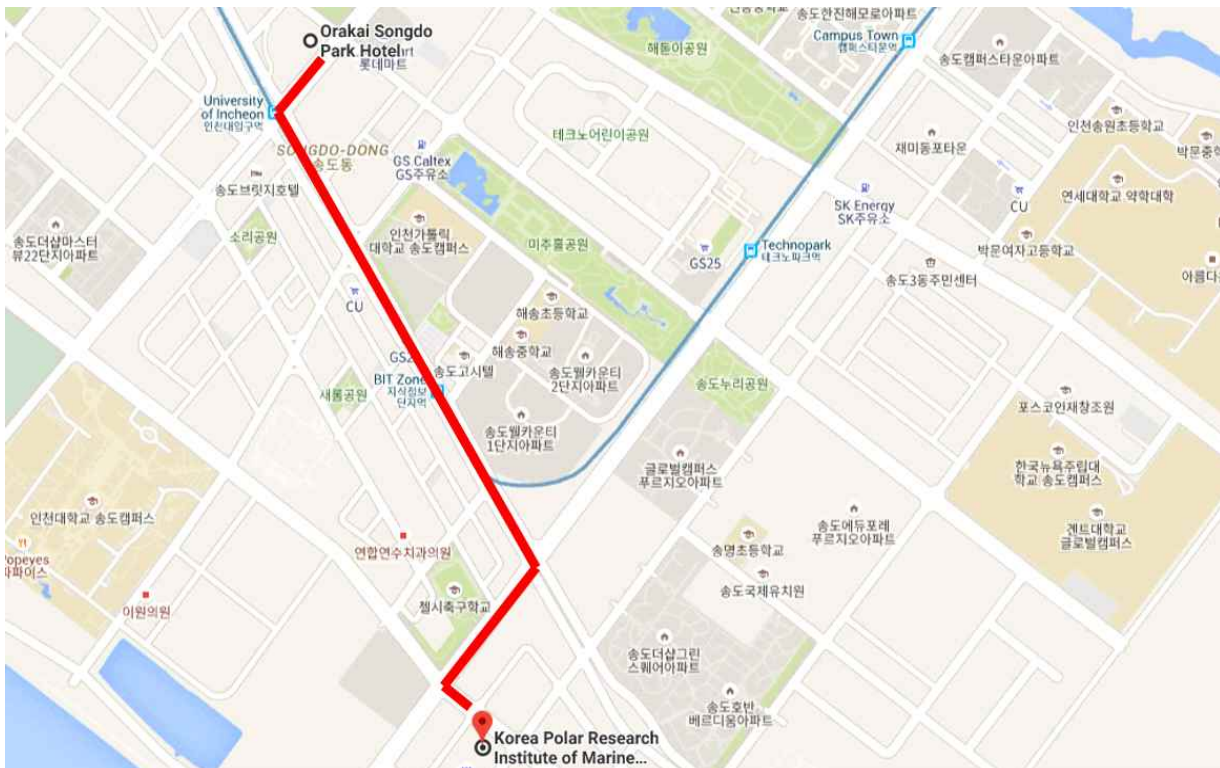 송도한진해모로아파트
Orakai Songdo
Park Hotel
롯데마트
해돋이공원
Campus Town
캠퍼스타운역
송도캠퍼스타운아파트
University
of Incheon
인천대입구역
테크노어린이공원
인천송원초등학교
SONGDO-DONG
송도동
GS Caltex
GS주유소
재미동포타운
박문중학
송도브릿지호텔
SK Energy
SK주유소
CU
연세대학교 약학대학
소리공원
인천가톨릭
대학교 송도캠퍼스
미추홀공원
송도더샵마스터
뷰22단지아파트
Technopark
테크노파크역
GS25
박문여자고등학교
송도3동주민센터
아름다
CU
해송초등학교
GS2
송도고시텔
해송중학교
BIT Zone
지식정보
단지역
송도웰카운티
2단지아파트
새롬공원
송도누리공원
포스코인재창조원
송도웰카운티
1단지아파트
글로벌캠퍼스
푸르지오아파트
한국뉴욕주립대
학교 송도캠퍼스
인천대학교 송도캠퍼스
송도에듀포레
푸르지오아파트
겐트대학교
글로벌캠퍼스
연합연수치과의원
송명초등학교
Popeyes
파파이스
이원의원
첼시축구학교
송도국제유치원
송도더샵그린
스퀘어아파트
송도호반
베르디움아파트
Korea Polar Research
Institute of Marine...